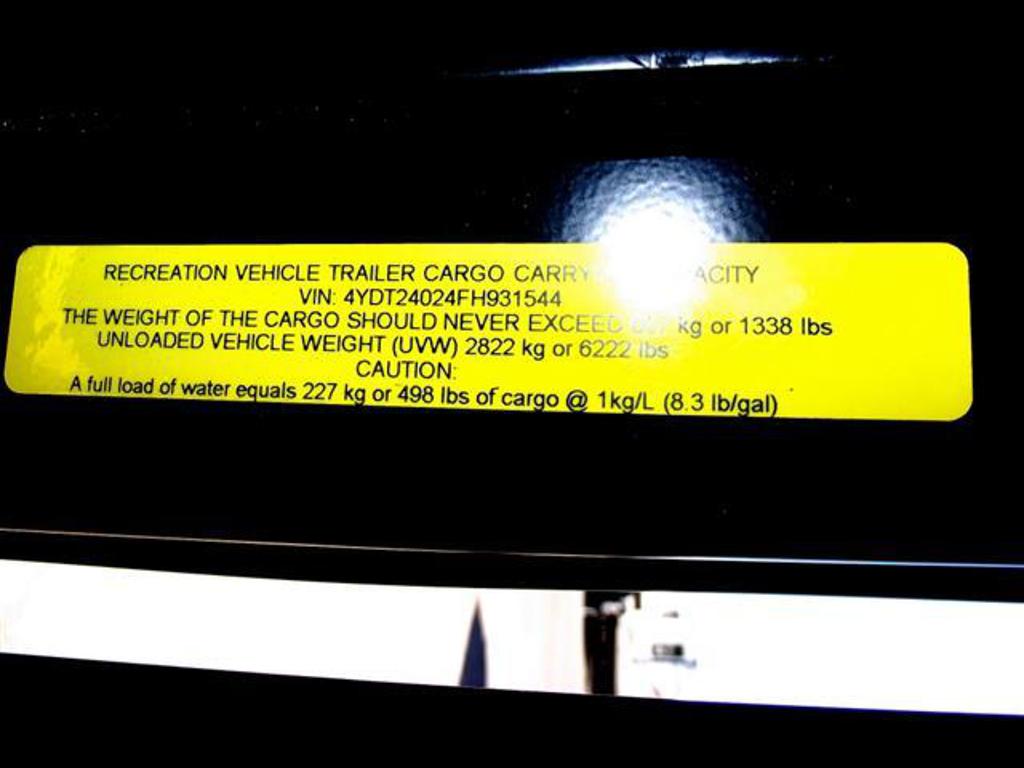 RECREATION VEHICLE TRAILER CARGO
VIN: 4YDT24024FH931544
THE WEIGHT OF THE CARGO SHOULD NEVER EXCEED kg or 1338 lbs
UNLOADED VEHICLE WEIGHT (UVW) 2822 kg or 6222 lbs
CAUTION:
A full load of water equals 227 kg or 498 lbs of cargo @ 1kg/L (8.3 lb/gal)